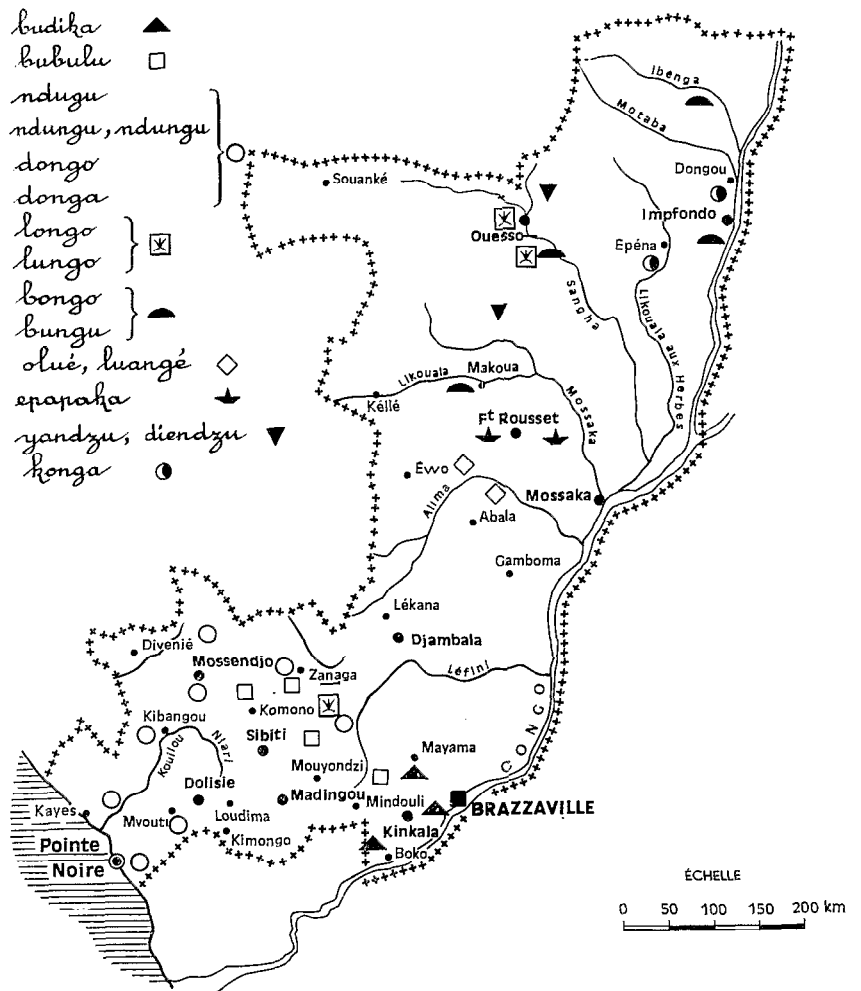 budika
bubulu
ndugu
ndungu, ndungu
dongo
donga
longo
lungo
bongo
bungu
olué, luangé
epapaka
yandzu, diendzu
konga
Ibenga
Motaba
Souanké
Dongou
Impfondo
Ouesso
Epéna
Sangha
Likouala aux Herbes
Likouala
Makoua
Kéllé
Mossaka
Ft Rousset
Évvo
Alima
Mossaka
Abala
Gamboma
Lékana
Djambala
Divenié
Mossendjo
Zanaga
Léfini
Komono
Kibangou
CONGO
Sibiti
Niari
Kouilou
Mayama
Mouyondzi
Dolisie
Madingou
Mindouli
BRAZZAVILLE
Kayes
Mvouti
Loudima
Kinkala
Kimongo
Pointe
Noire
Boko
ÉCHELLE
0 50 100 150 200 km